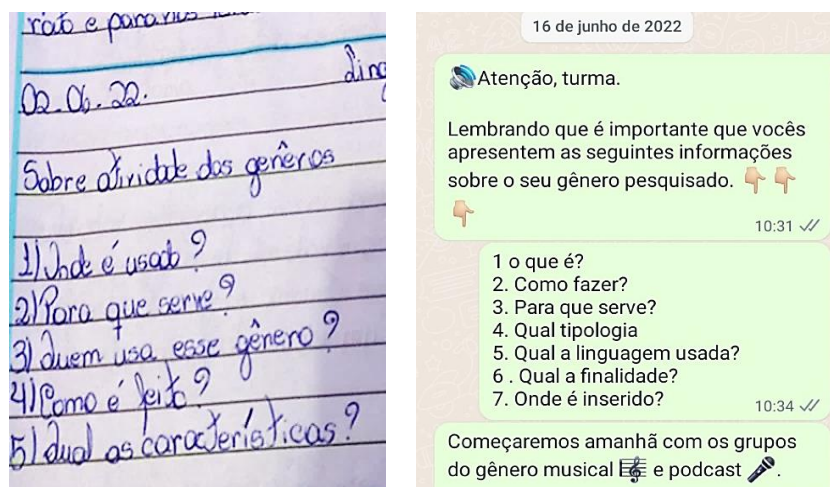 rato e para
02.06.22.
Sobre atividade dos genêros
1) Onde é usado?
2) Para que serve?
3) Quem usa esse gênero?
4) Como é feito?
5) Qual as características?
16 de junho de 2022
🔊Atenção, turma.
Lembrando que é importante que vocês
apresentem as seguintes informações
sobre o seu gênero pesquisado. 👇🏼 👇🏼
👇🏼
10:31
1 o que é?
2. Como fazer?
3. Para que serve?
4. Qual tipologia
5. Qual a linguagem usada?
6 . Qual a finalidade?
7. Onde é inserido?
10:34
Começaremos amanhã com os grupos
do gênero musical 🎼 e podcast 🎤.